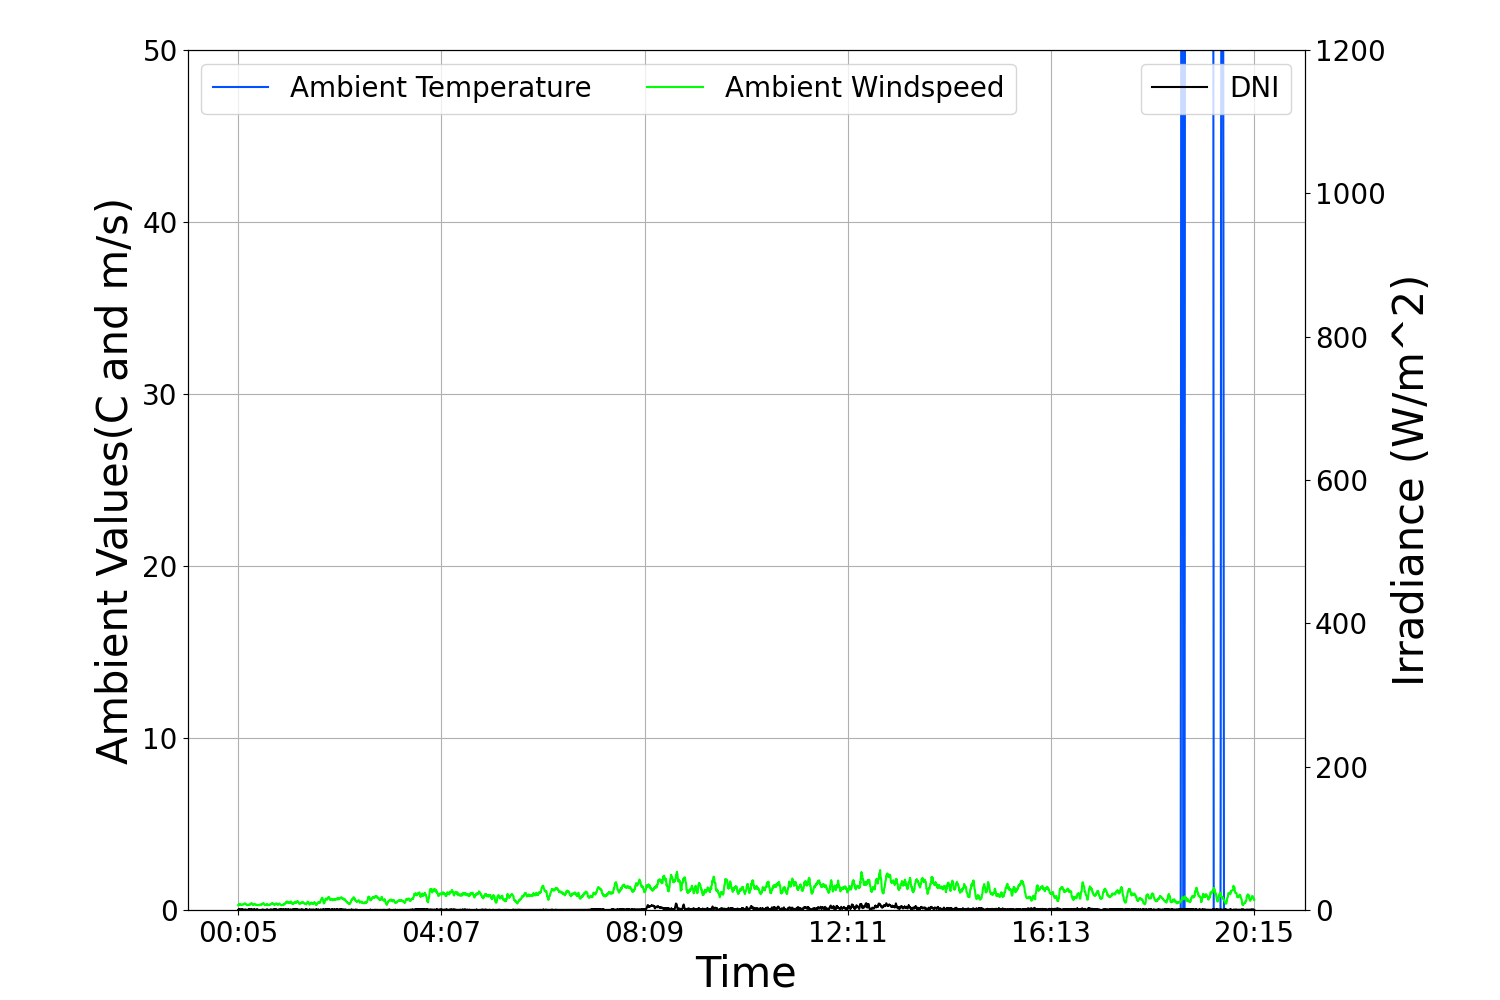 Ambient Temperature
Ambient Windspeed
DNI
Ambient Values(C and m/s)
50
40
30
20
10
0
1200
1000
800
600
400
200
0
Irradiance (W/m^2)
00:05 04:07 08:09 12:11 16:13 20:15
Time